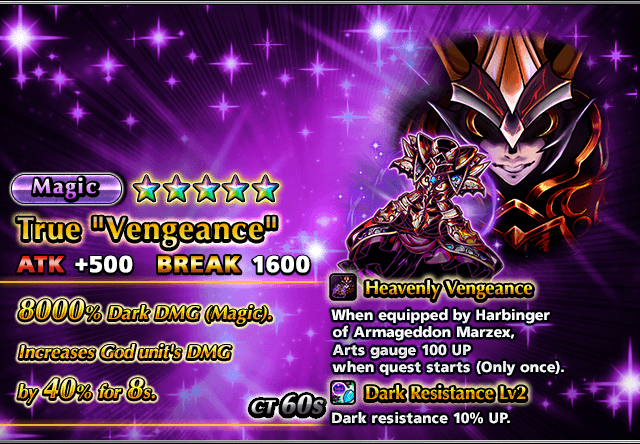 Magic
True "Vengeance"
ATK +500 BREAK 1600
8000% Dark DMG (Magic).
Increases God unit's DMG
by 40% for 8s.
CT 60s
Heavenly Vengeance
When equipped by Harbinger
of Armageddon Marzex,
Arts gauge 100 UP
when quest starts (Only once).
Dark Resistance Lv2
Dark resistance 10% UP.